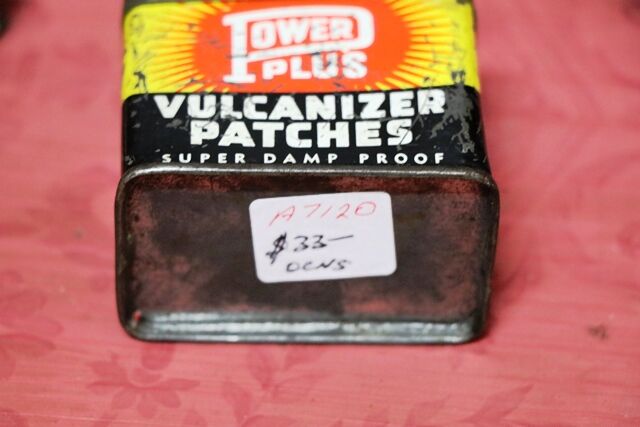 POWER
PLUS
VULCANIZER
PATCHES
SUPER DAMP PROOF
A7120
$33—
OCNS